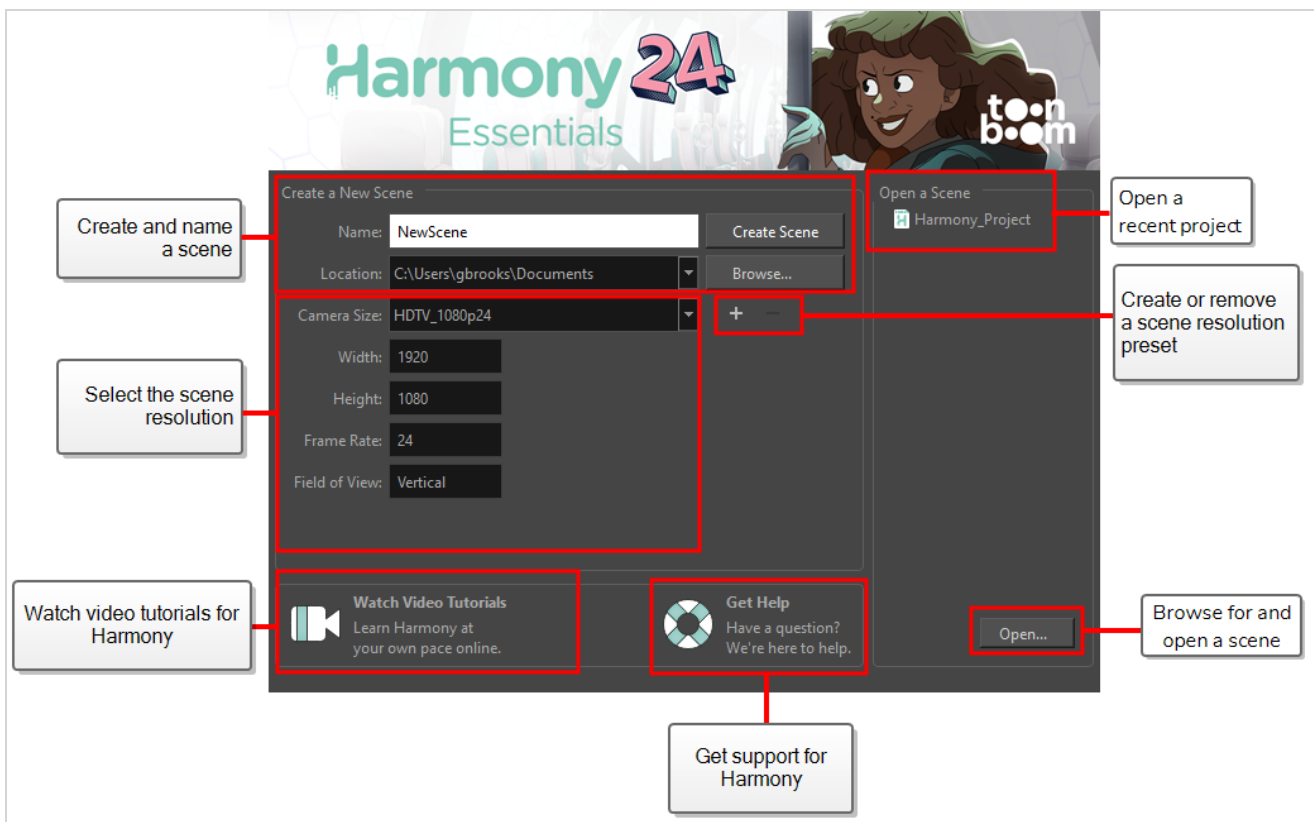 Harmony 24
Essentials
toon
boom
Create a New Scene
Name: NewScene Create Scene
Location: C:\Users\gbrooks\Documents Browse...
Camera Size: HDTV_1080p24 + −
Width: 1920
Height: 1080
Frame Rate: 24
Field of View: Vertical
Open a Scene
Harmony_Project
Open...
Watch Video Tutorials
Learn Harmony at
your own pace online.
Get Help
Have a question?
We're here to help.
Create and name
a scene
Select the scene
resolution
Watch video tutorials for
Harmony
Get support for
Harmony
Open a
recent project
Create or remove
a scene resolution
preset
Browse for and
open a scene